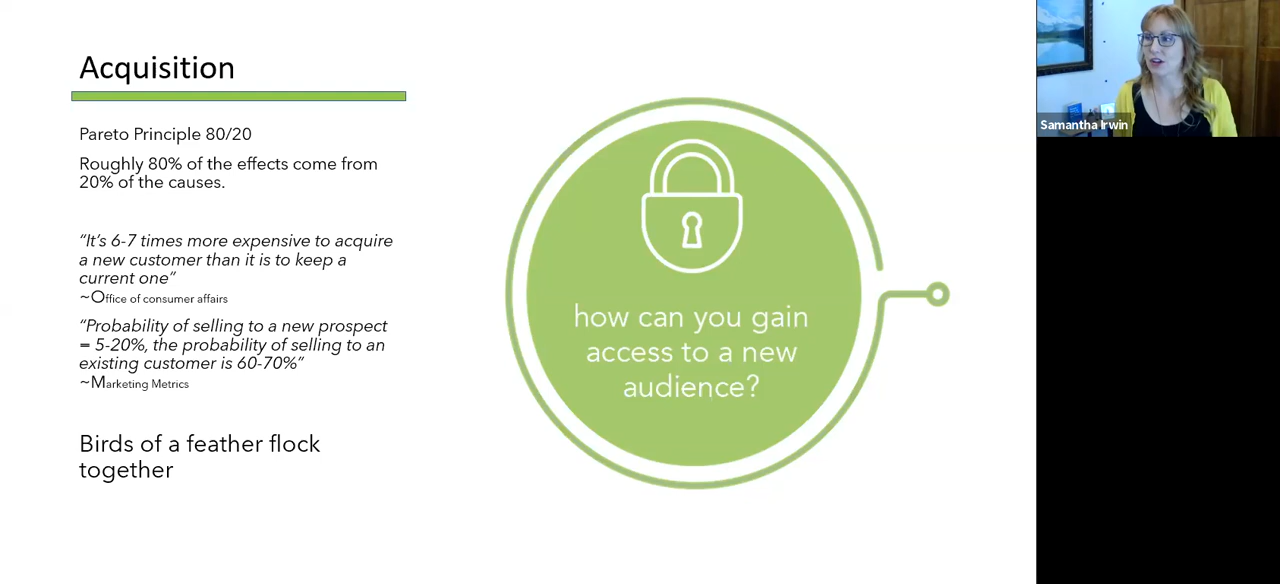 Acquisition
Pareto Principle 80/20
Roughly 80% of the effects come from
20% of the causes.
“It’s 6-7 times more expensive to acquire
a new customer than it is to keep a
current one”
~Office of consumer affairs
“Probability of selling to a new prospect
= 5-20%, the probability of selling to an
existing customer is 60-70%”
~Marketing Metrics
Birds of a feather flock
together
how can you gain
access to a new
audience?
Samantha Irwin